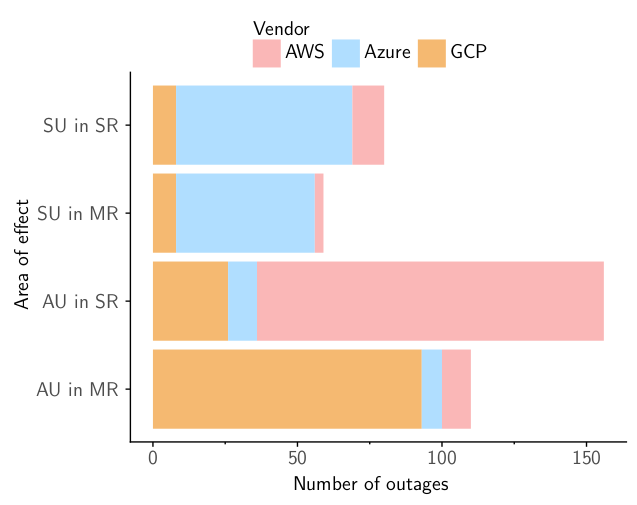 Vendor
AWS Azure GCP
SU in SR
SU in MR
AU in SR
AU in MR
Area of effect
0 50 100 150
Number of outages